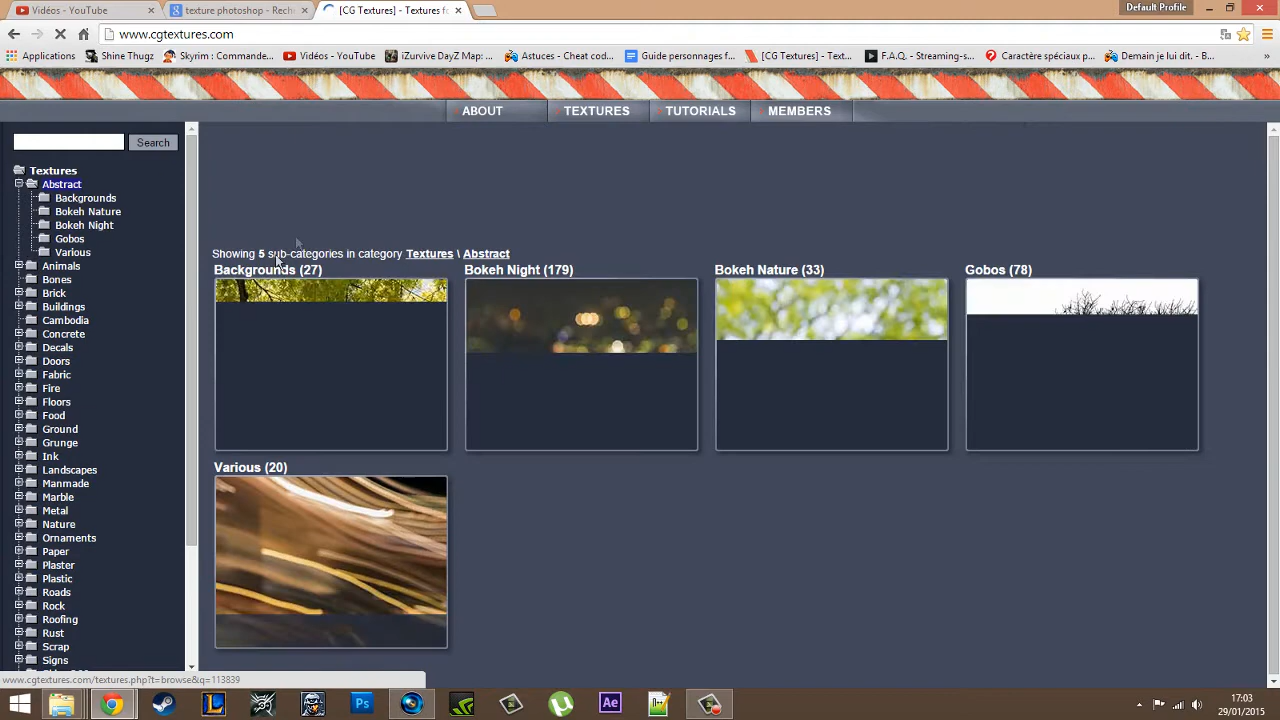 Vidéos - YouTube
texture photoshop - Rech
[CG Textures] - Textures fo
Default Profile
www.cgtextures.com
Applications
Shine Thugz
Skyrim : Commande...
Vidéos - YouTube
iZurvive DayZ Map: ...
Astuces - Cheat cod...
Guide personnages f...
[CG Textures] - Text...
F.A.Q. - Streaming-s...
Caractère spéciaux p...
Demain je lui dit. - B...
»
ABOUT
TEXTURES
TUTORIALS
MEMBERS
Search
Textures
Abstract
Backgrounds
Bokeh Nature
Bokeh Night
Gobos
Various
Animals
Bones
Brick
Buildings
Cambodia
Concrete
Decals
Doors
Fabric
Fire
Floors
Food
Ground
Grunge
Ink
Landscapes
Manmade
Marble
Metal
Nature
Ornaments
Paper
Plaster
Plastic
Roads
Rock
Roofing
Rust
Scrap
Signs
Showing 5 sub-categories in category Textures \ Abstract
Backgrounds (27)
Bokeh Night (179)
Bokeh Nature (33)
Gobos (78)
Various (20)
www.cgtextures.com/textures.php?t=browse&q=113839
Ps
Ae
17:03
29/01/2015